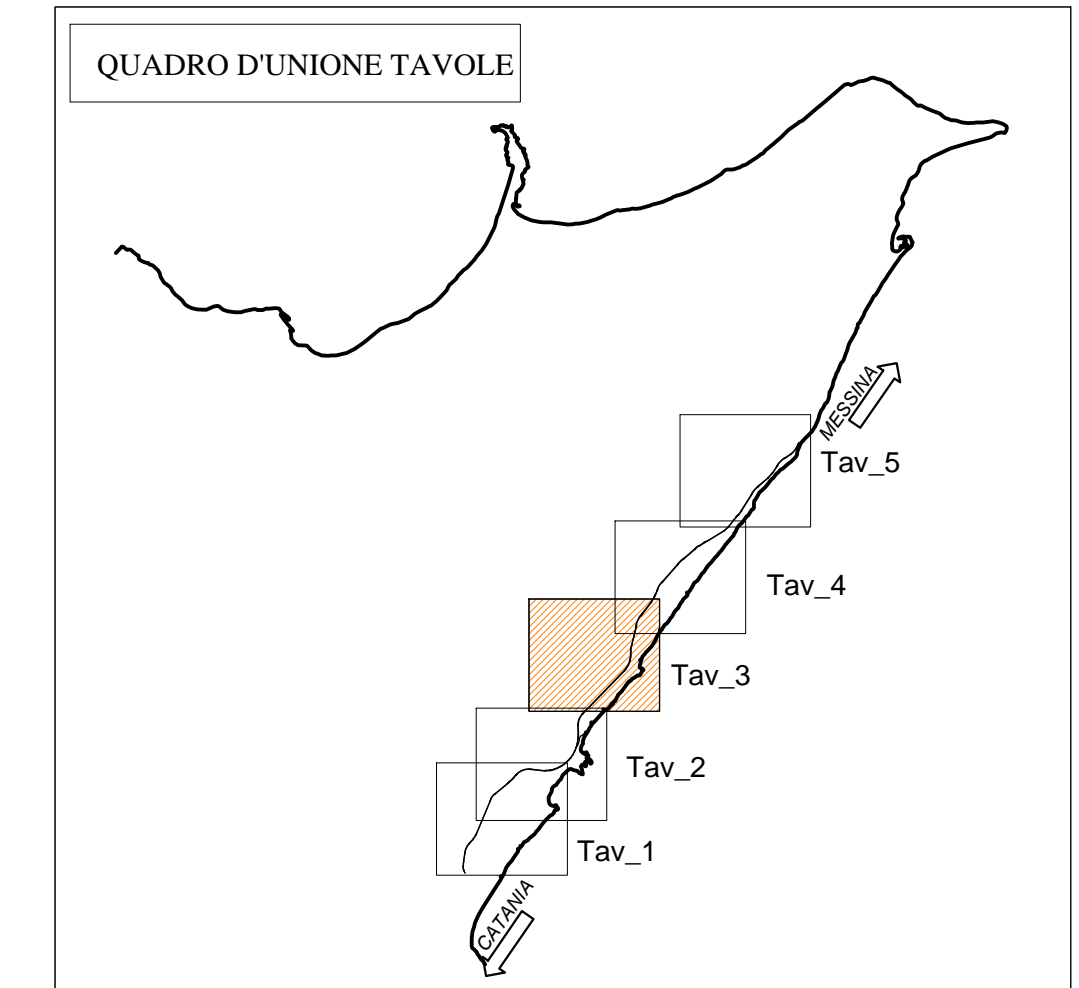 QUADRO D'UNIONE TAVOLE
MESSINA
Tav_5
Tav_4
Tav_3
Tav_2
Tav_1
CATANIA